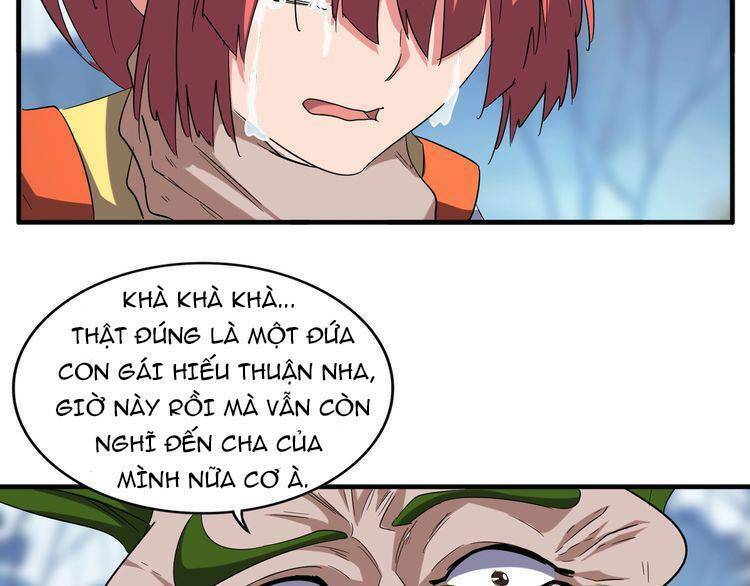 KHÀ KHÀ KHÀ...
THẬT ĐÚNG LÀ MỘT ĐỨA
CON GÁI HIẾU THUẬN NHA,
GIỜ NÀY RỒI MÀ VẪN CÒN
NGHĨ ĐẾN CHA CỦA
MÌNH NỮA CƠ À.